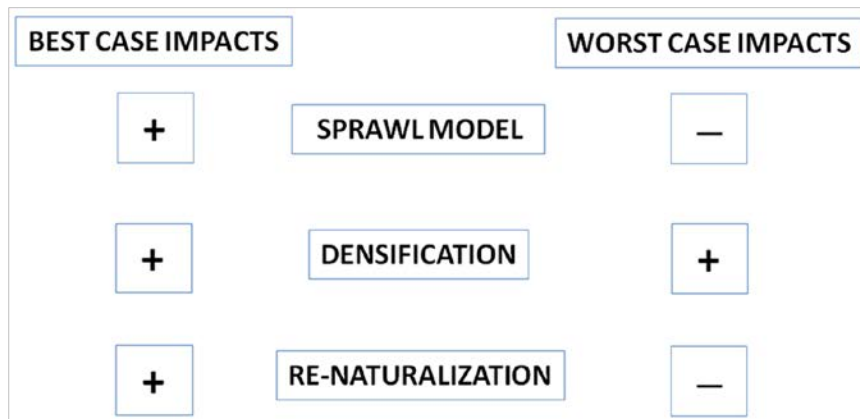 BEST CASE IMPACTS WORST CASE IMPACTS
+ SPRAWL MODEL –
+ DENSIFICATION +
+ RE-NATURALIZATION –